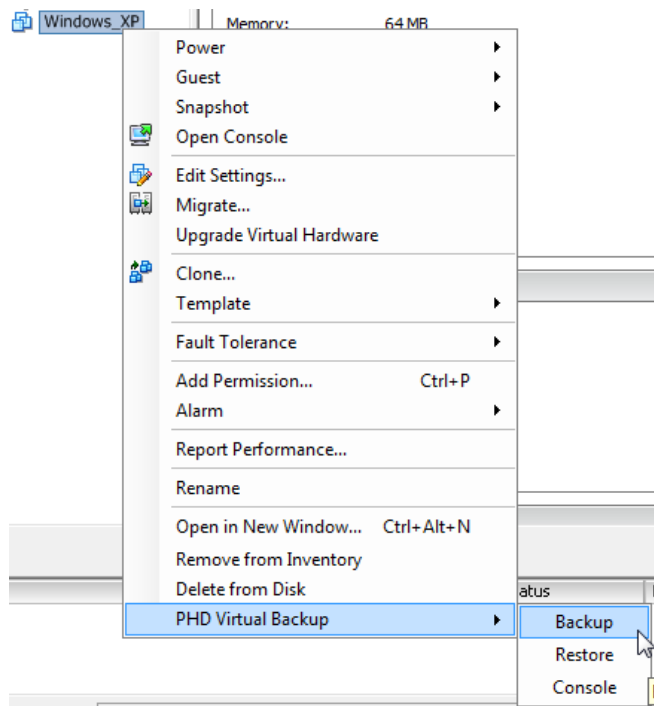 Windows_XP
Memory: 64 MB
Power
Guest
Snapshot
Open Console
Edit Settings...
Migrate...
Upgrade Virtual Hardware
Clone...
Template
Fault Tolerance
Add Permission... Ctrl+P
Alarm
Report Performance...
Rename
Open in New Window... Ctrl+Alt+N
Remove from Inventory
Delete from Disk
atus
PHD Virtual Backup
Backup
Restore
Console